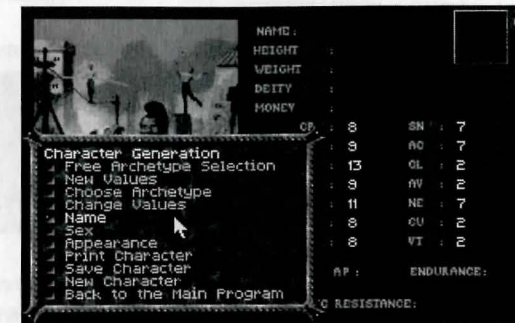 NAME:
HEIGHT :
WEIGHT :
DEITY :
MONEY :
: 8 SN : 7
: 9 AC : 7
: 13 CL : 2
: 9 AV : 2
: 11 NE : 7
: 8 CU : 2
: 8 VT : 2
AP : ENDURANCE:
RESISTANCE:
Character Generation
Free Archetype Selection
New Values
Choose Archetype
Change Values
Name
Sex
Appearance
Print Character
Save Character
New Character
Back to the Main Program